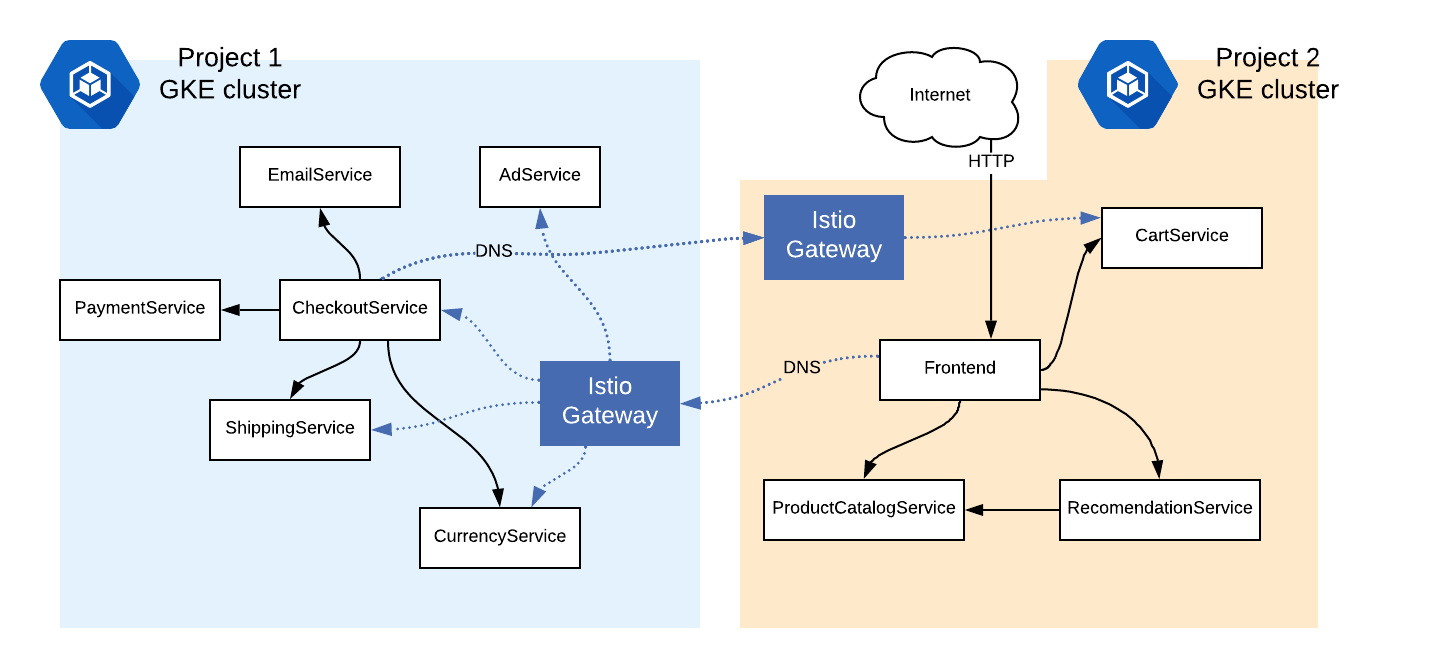 Project 1
GKE cluster
Project 2
GKE cluster
Internet
HTTP
EmailService
AdService
Istio
Gateway
CartService
DNS
PaymentService
CheckoutService
Istio
Gateway
DNS
Frontend
ShippingService
CurrencyService
ProductCatalogService
RecomendationService